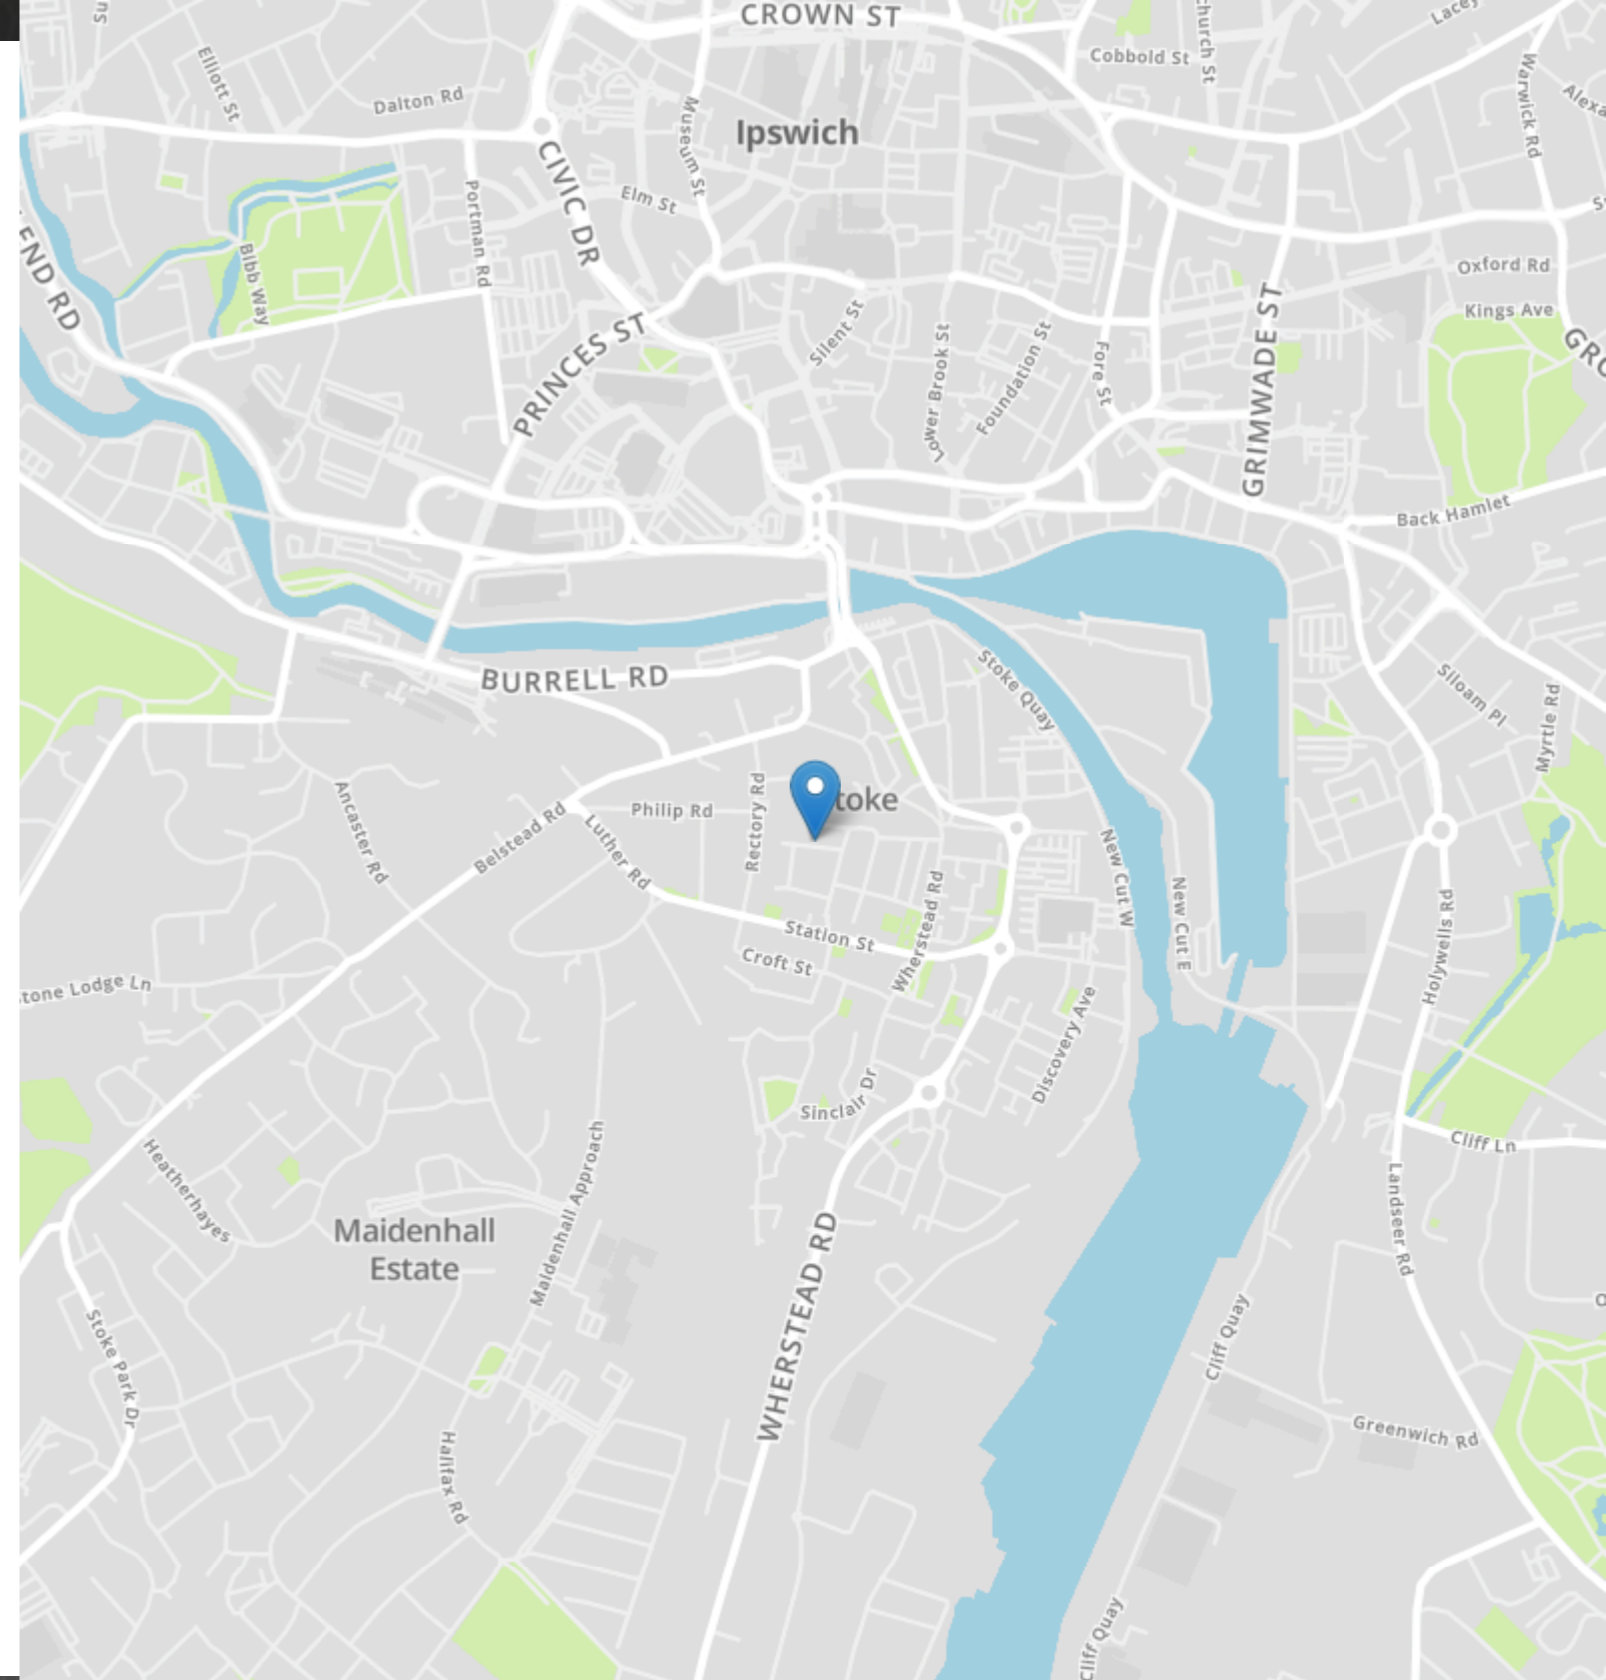 CROWN ST
Cobbold St
Elliott St
Dalton Rd
Museum St
Ipswich
Warwick Rd
CIVIC DR
Elm St
Portman Rd
Bibb Way
END RD
Oxford Rd
Kings Ave
PRINCES ST
Silent St
Lower Brook St
Foundation St
Fore St
GRIMWADE ST
Back Hamlet
BURRELL RD
Stoke Quay
Siloam Pl
Myrtle Rd
Ancaster Rd
Belstead Rd
Philip Rd
Luther Rd
Rectory Rd
toke
New Cut W
New Cut E
Wherstead Rd
Station St
Croft St
Holywells Rd
tone Lodge Ln
Discovery Ave
Sinclair Dr
Heatherhayes
Maidenhall Approach
Cliff Ln
Landseer Rd
Maidenhall
Estate
WHERSTEAD RD
Stoke Park Dr
Cliff Quay
Greenwich Rd
Halifax Rd
Cliff Quay